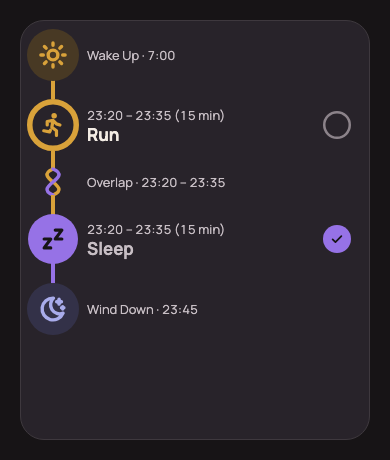 Wake Up · 7:00
23:20 – 23:35 (15 min)
Run
Overlap · 23:20 – 23:35
23:20 – 23:35 (15 min)
Sleep
Wind Down · 23:45